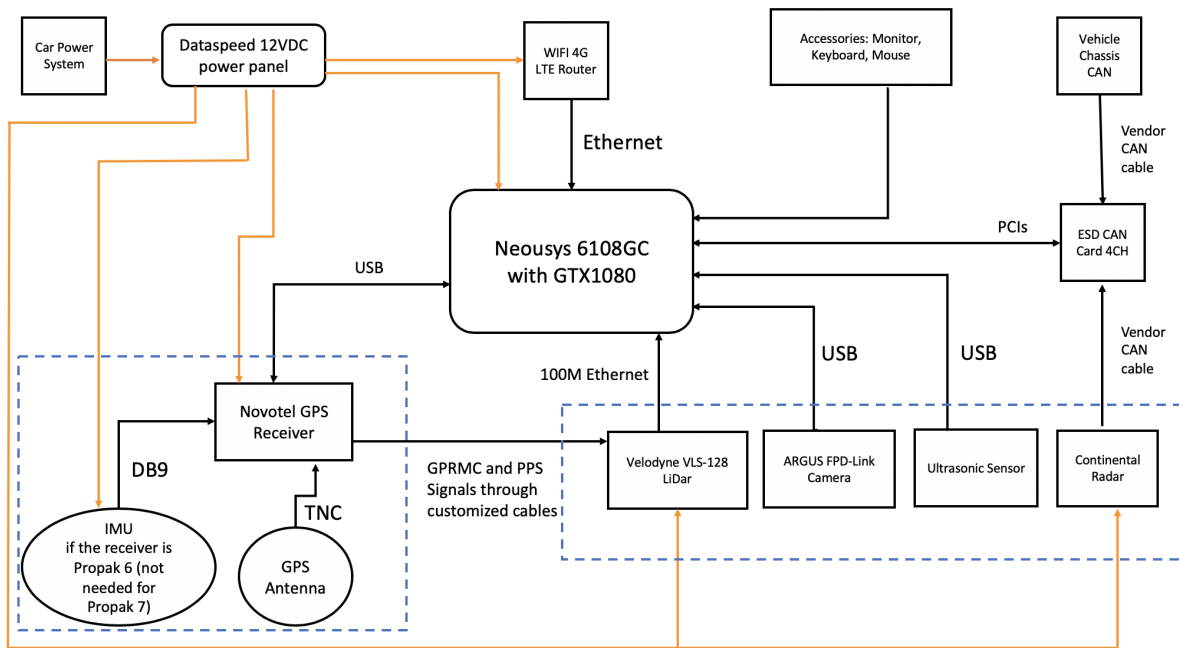 Car Power
System
Dataspeed 12VDC
power panel
WIFI 4G
LTE Router
Accessories: Monitor,
Keyboard, Mouse
Vehicle
Chassis
CAN
Ethernet
Vendor
CAN
cable
Neousys 6108GC
with GTX1080
PCIs
ESD CAN
Card 4CH
USB
100M Ethernet
USB
USB
Vendor
CAN
cable
Novotel GPS
Receiver
DB9
TNC
GPRMC and PPS
Signals through
customized cables
Velodyne VLS-128
LiDar
ARGUS FPD-Link
Camera
Ultrasonic Sensor
Continental
Radar
IMU
if the receiver is
Propak 6 (not
needed for
Propak 7)
GPS
Antenna